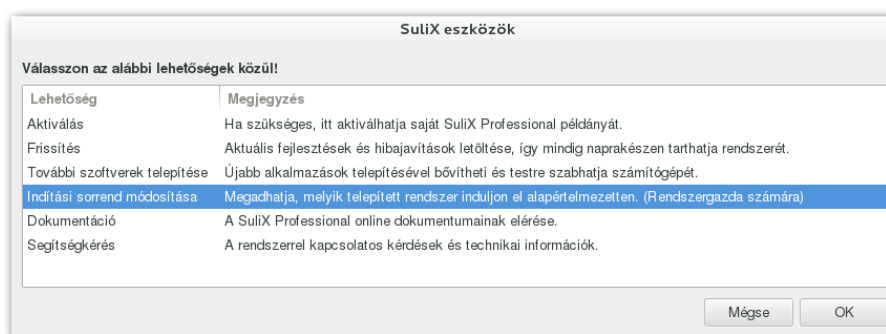 SuliX eszközök
Válasszon az alábbi lehetőségek közül!
Lehetőség Megjegyzés
Aktiválás Ha szükséges, itt aktiválhatja saját SuliX Professional példányát.
Frissítés Aktuális fejlesztések és hibajavítások letöltése, így mindig naprakészen tarthatja rendszerét.
További szoftverek telepítése Újabb alkalmazások telepítésével bővítheti és testre szabhatja számítógépét.
Indítási sorrend módosítása Megadhatja, melyik telepített rendszer induljon el alapértelmezetten. (Rendszergazda számára)
Dokumentáció A SuliX Professional online dokumentumainak elérése.
Segítségkérés A rendszerrel kapcsolatos kérdések és technikai információk.
Mégse OK